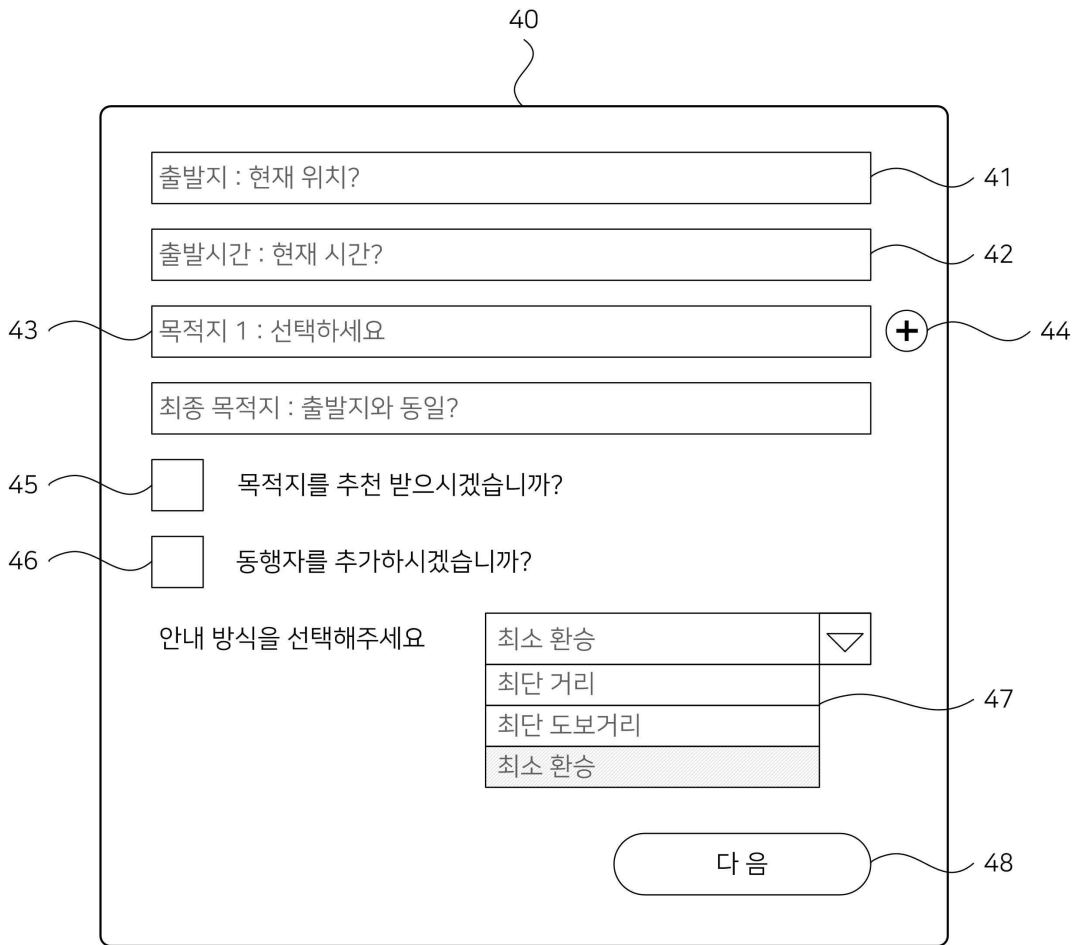 40
출발지 : 현재 위치?
41
출발시간 : 현재 시간?
42
43
목적지 1 : 선택하세요
+
44
최종 목적지 : 출발지와 동일?
45
목적지를 추천 받으시겠습니까?
46
동행자를 추가하시겠습니까?
안내 방식을 선택해주세요
최소 환승
최단 거리
47
최단 도보거리
최소 환승
다 음
48